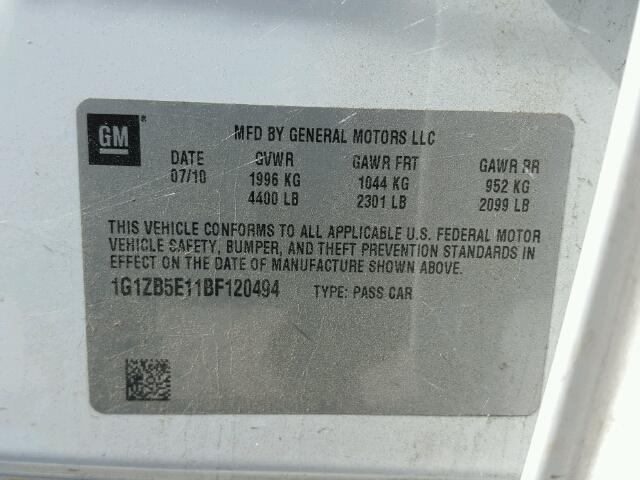 GM® MFD BY GENERAL MOTORS LLC
DATE GVWR GAWR FRT GAWR RR
07/10 1996 KG 1044 KG 952 KG
4400 LB 2301 LB 2099 LB
THIS VEHICLE CONFORMS TO ALL APPLICABLE U.S. FEDERAL MOTOR
VEHICLE SAFETY, BUMPER, AND THEFT PREVENTION STANDARDS IN
EFFECT ON THE DATE OF MANUFACTURE SHOWN ABOVE.
1G1ZB5E11BF120494 TYPE: PASS CAR